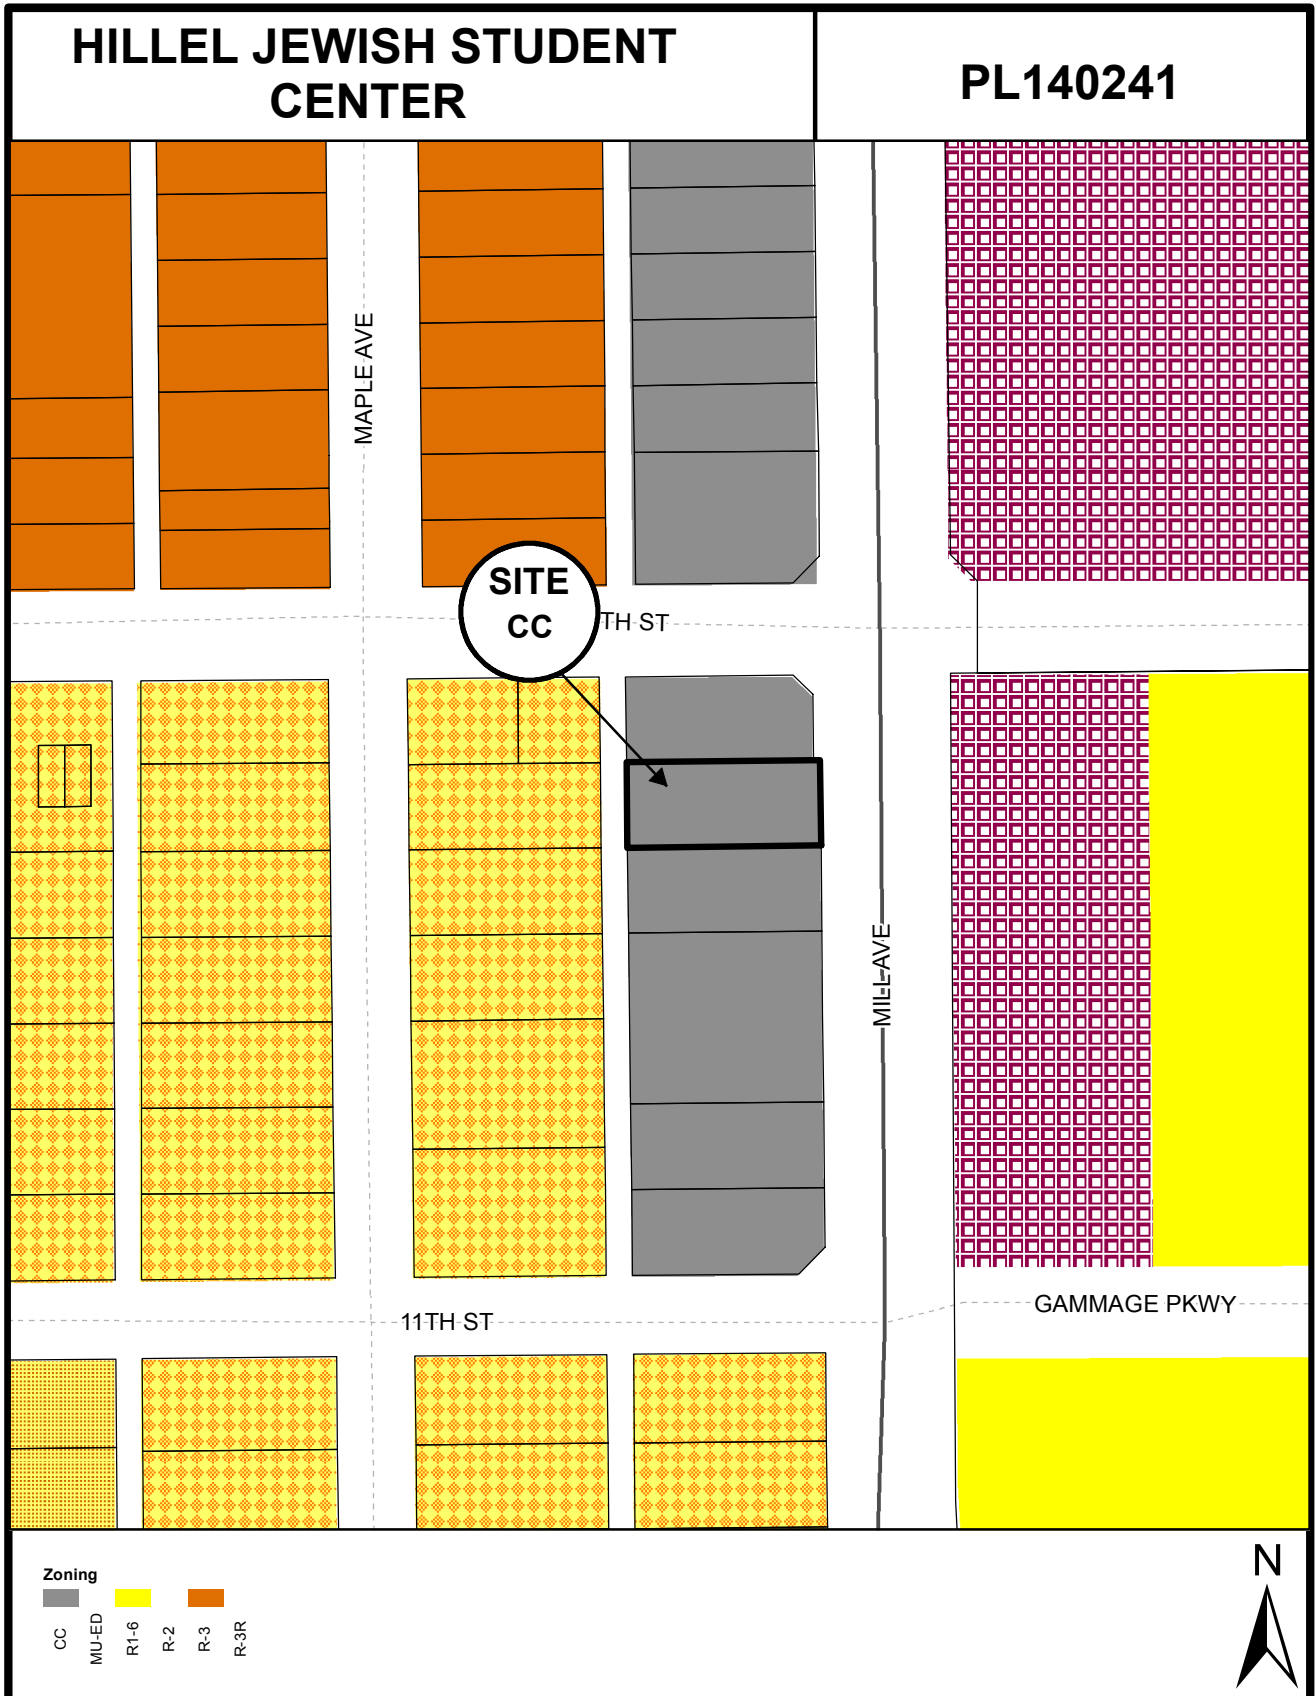 HILLEL JEWISH STUDENT
CENTER
PL140241
MAPLE AVE
SITE
CC
TH ST
MILL AVE
11TH ST
GAMMAGE PKWY
Zoning
CC
MU-ED
R1-6
R-2
R-3
R-3R
N